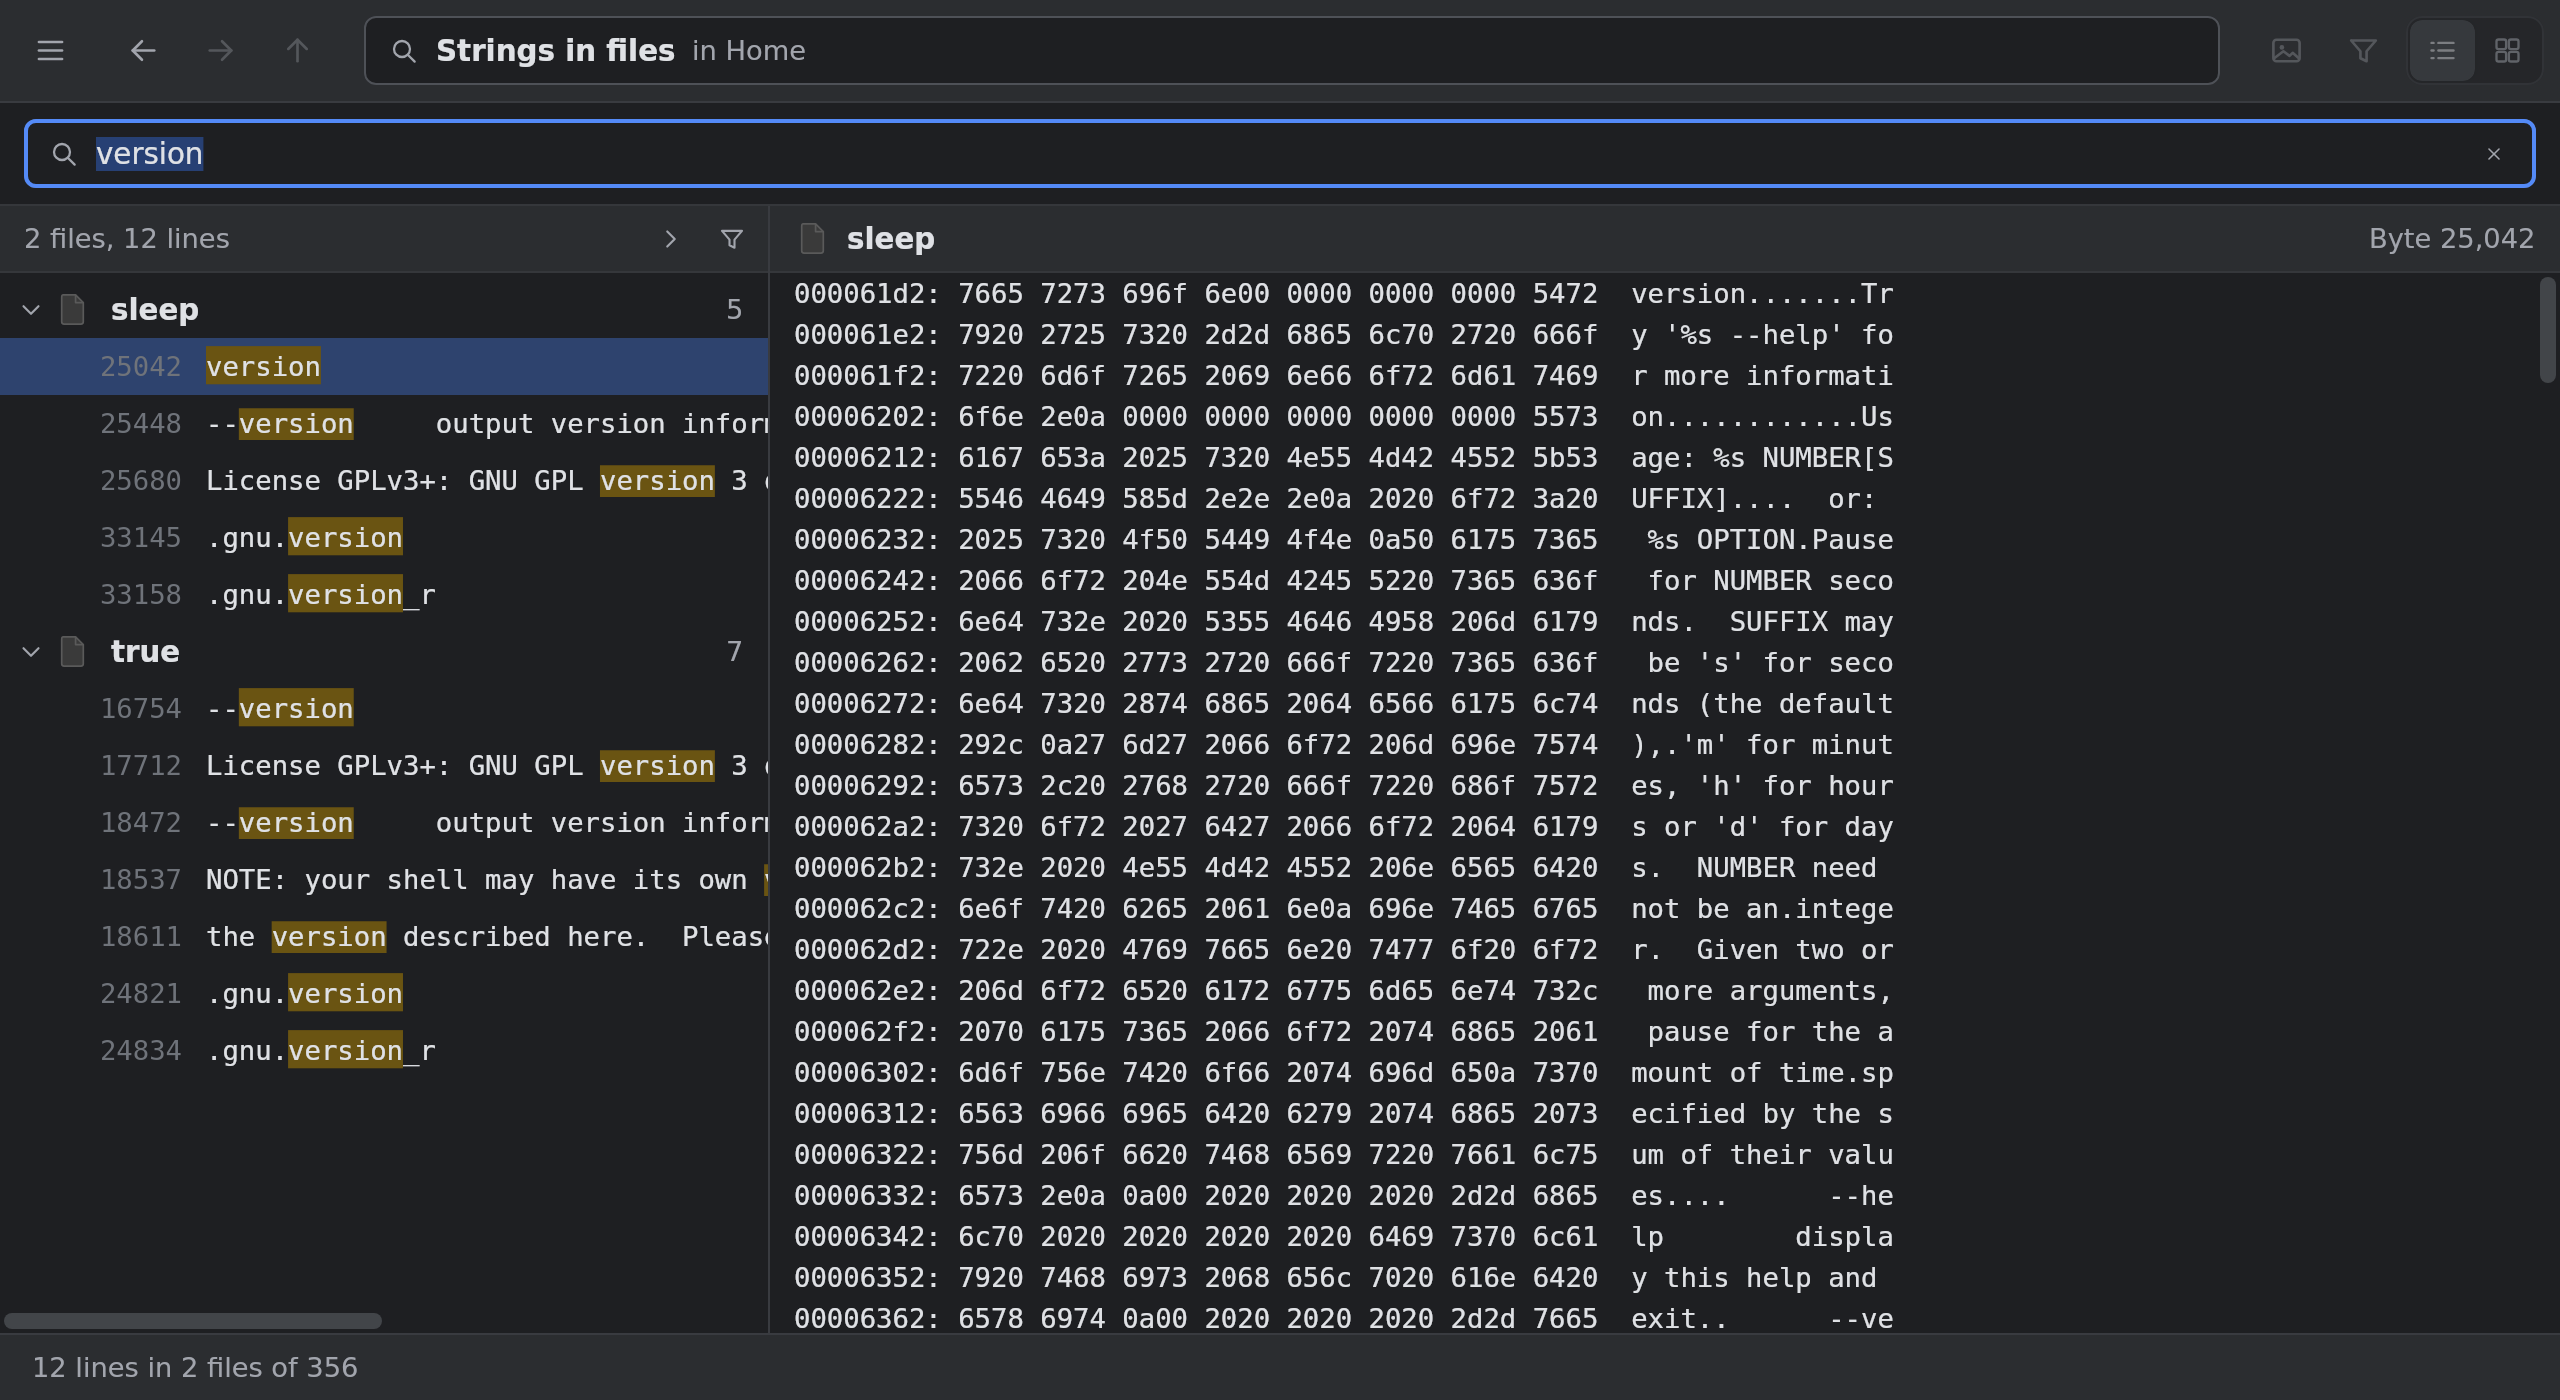 Strings in files in Home
version
2 files, 12 lines
sleep 5
25042 version
25448 --version     output version inform
25680 License GPLv3+: GNU GPL version 3
33145 .gnu.version
33158 .gnu.version_r
true 7
16754 --version
17712 License GPLv3+: GNU GPL version 3
18472 --version     output version inform
18537 NOTE: your shell may have its own
18611 the version described here.  Please
24821 .gnu.version
24834 .gnu.version_r
sleep Byte 25,042
000061d2: 7665 7273 696f 6e00 0000 0000 0000 5472  version.......Tr
000061e2: 7920 2725 7320 2d2d 6865 6c70 2720 666f  y '%s --help' fo
000061f2: 7220 6d6f 7265 2069 6e66 6f72 6d61 7469  r more informati
00006202: 6f6e 2e0a 0000 0000 0000 0000 0000 5573  on............Us
00006212: 6167 653a 2025 7320 4e55 4d42 4552 5b53  age: %s NUMBER[S
00006222: 5546 4649 585d 2e2e 2e0a 2020 6f72 3a20  UFFIX]....  or:
00006232: 2025 7320 4f50 5449 4f4e 0a50 6175 7365   %s OPTION.Pause
00006242: 2066 6f72 204e 554d 4245 5220 7365 636f   for NUMBER seco
00006252: 6e64 732e 2020 5355 4646 4958 206d 6179  nds.  SUFFIX may
00006262: 2062 6520 2773 2720 666f 7220 7365 636f   be 's' for seco
00006272: 6e64 7320 2874 6865 2064 6566 6175 6c74  nds (the default
00006282: 292c 0a27 6d27 2066 6f72 206d 696e 7574  ),.'m' for minut
00006292: 6573 2c20 2768 2720 666f 7220 686f 7572  es, 'h' for hour
000062a2: 7320 6f72 2027 6427 2066 6f72 2064 6179  s or 'd' for day
000062b2: 732e 2020 4e55 4d42 4552 206e 6565 6420  s.  NUMBER need
000062c2: 6e6f 7420 6265 2061 6e0a 696e 7465 6765  not be an.intege
000062d2: 722e 2020 4769 7665 6e20 7477 6f20 6f72  r.  Given two or
000062e2: 206d 6f72 6520 6172 6775 6d65 6e74 732c   more arguments,
000062f2: 2070 6175 7365 2066 6f72 2074 6865 2061   pause for the a
00006302: 6d6f 756e 7420 6f66 2074 696d 650a 7370  mount of time.sp
00006312: 6563 6966 6965 6420 6279 2074 6865 2073  ecified by the s
00006322: 756d 206f 6620 7468 6569 7220 7661 6c75  um of their valu
00006332: 6573 2e0a 0a00 2020 2020 2020 2d2d 6865  es....      --he
00006342: 6c70 2020 2020 2020 2020 6469 7370 6c61  lp        displa
00006352: 7920 7468 6973 2068 656c 7020 616e 6420  y this help and
00006362: 6578 6974 0a00 2020 2020 2020 2d2d 7665  exit..      --ve
12 lines in 2 files of 356